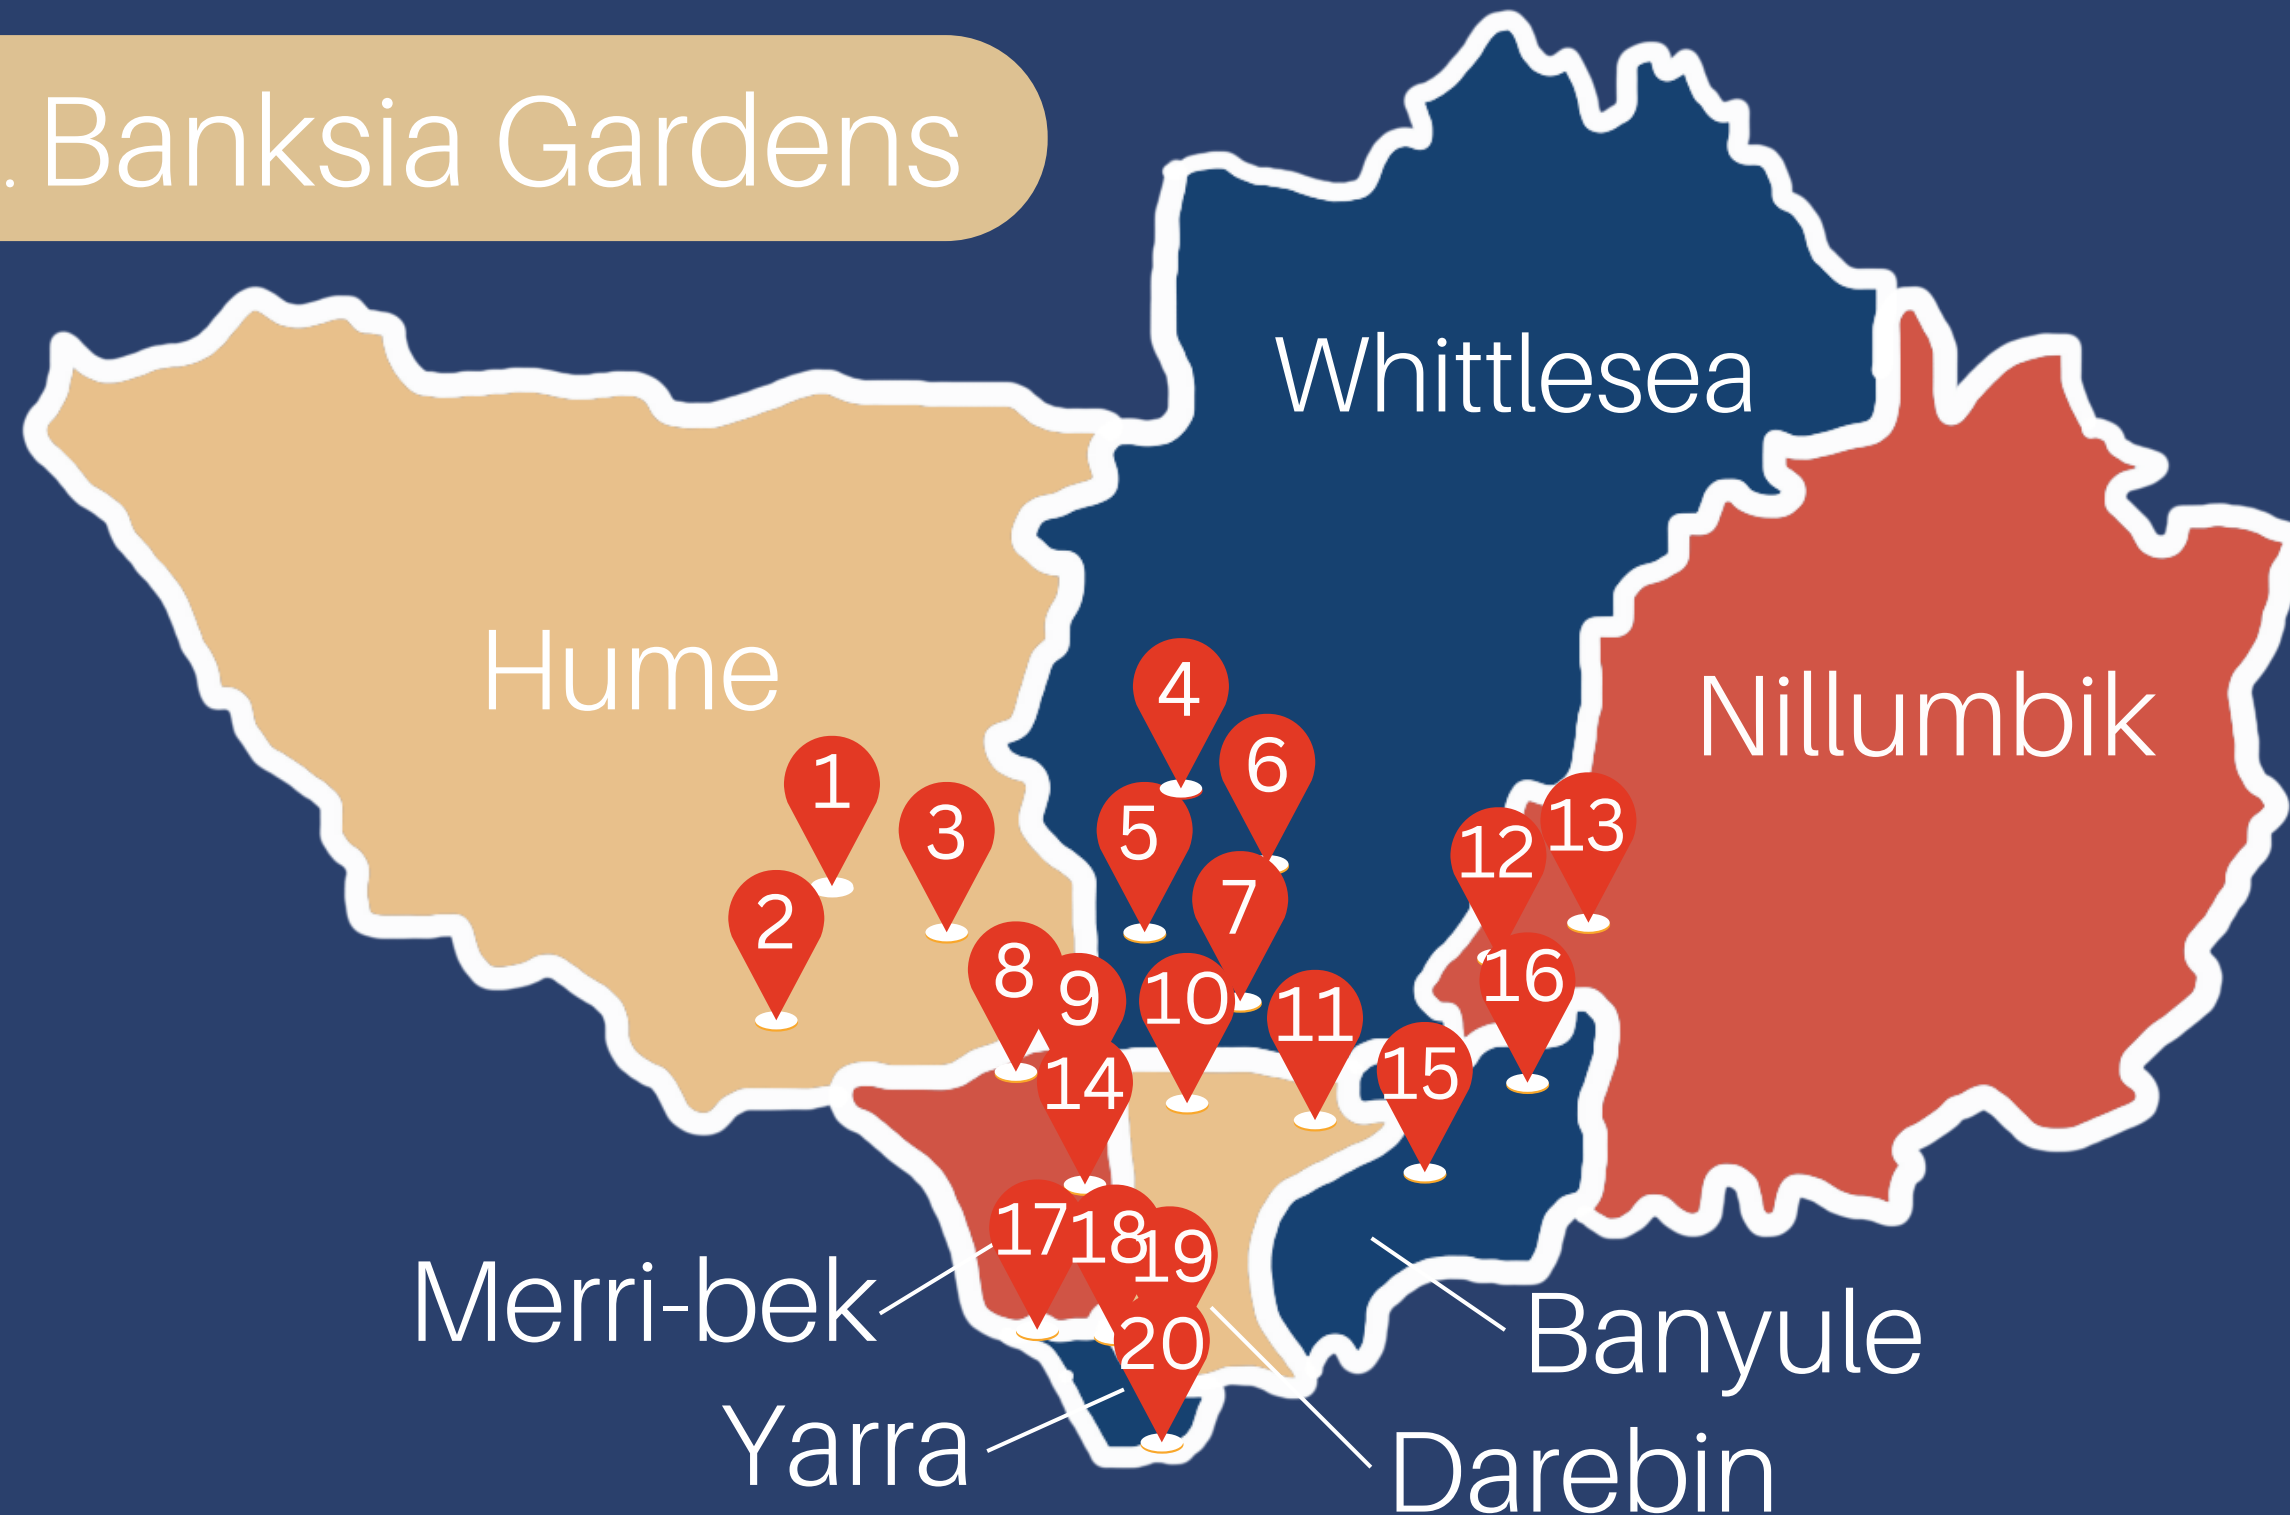 . Banksia Gardens
Whittlesea
Hume
Nillumbik
4
6
1
3
5
13
12
2
7
8
9
10
11
16
15
14
17
18
19
20
Merri-bek
Banyule
Yarra
Darebin